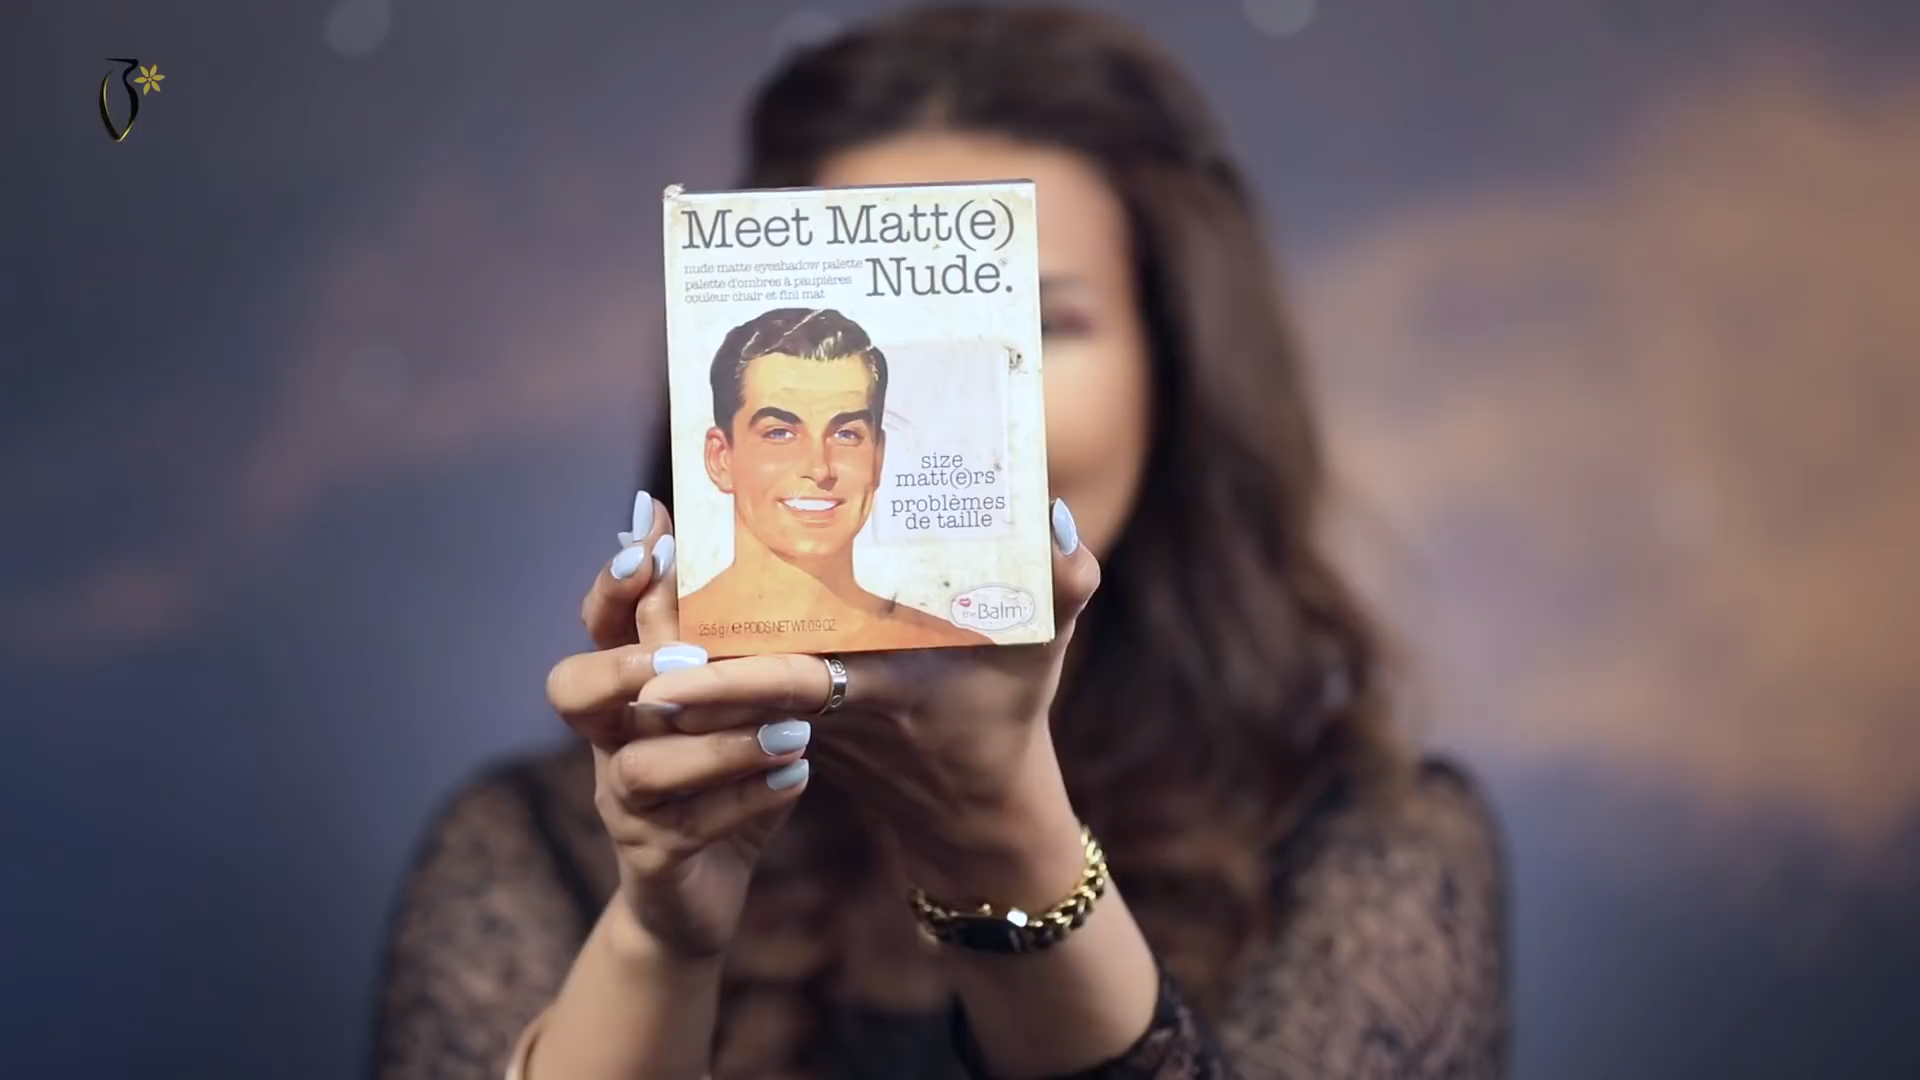 Meet Matt(e)
Nude.
nude matte eyeshadow palette
palette d'ombres à paupières
couleur chair et fini mat
size
matt(e)rs
problèmes
de taille
the Balm
25.5 g / ℮ POIDS NET WT. 0.9 OZ.